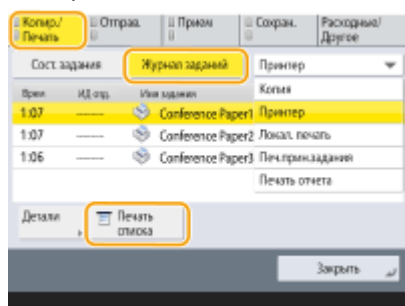 Копир./
Печать
Отправ.
Прием
Сохран.
Расходные/
Другое
Сост. задания
Журнал заданий
Принтер
Время
ИД отд.
Имя задания
Копия
1:07
Conference Paper1
Принтер
1:07
Conference Paper2
Локал. печать
1:06
Conference Paper3
Печ.прин.задания
Печать отчета
Детали
Печать
списка
Закрыть